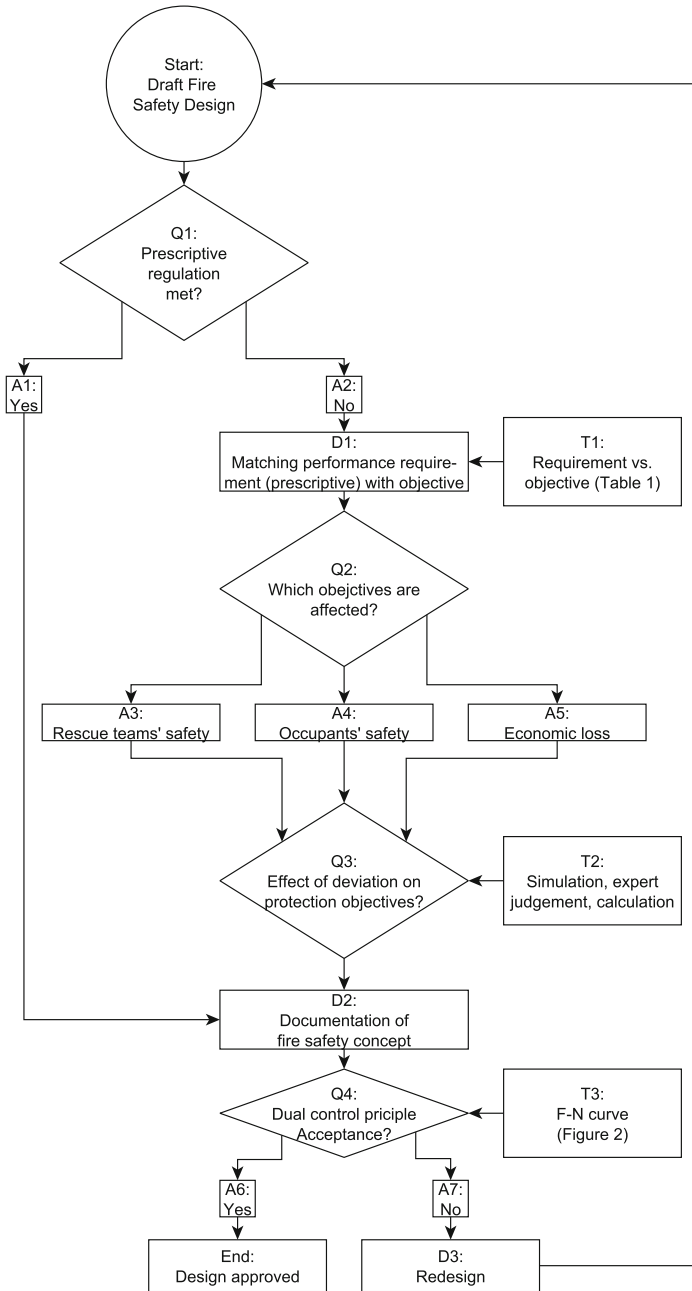 Start:
Draft Fire
Safety Design
Q1:
Prescriptive
regulation
met?
A1:
Yes
A2:
No
D1:
Matching performance require-
ment (prescriptive) with objective
T1:
Requirement vs.
objective (Table 1)
Q2:
Which obejctives are
affected?
A3:
Rescue teams' safety
A4:
Occupants' safety
A5:
Economic loss
Q3:
Effect of deviation on
protection objectives?
T2:
Simulation, expert
judgement, calculation
D2:
Documentation of
fire safety concept
Q4:
Dual control priciple
Acceptance?
T3:
F-N curve
(Figure 2)
A6:
Yes
A7:
No
End:
Design approved
D3:
Redesign